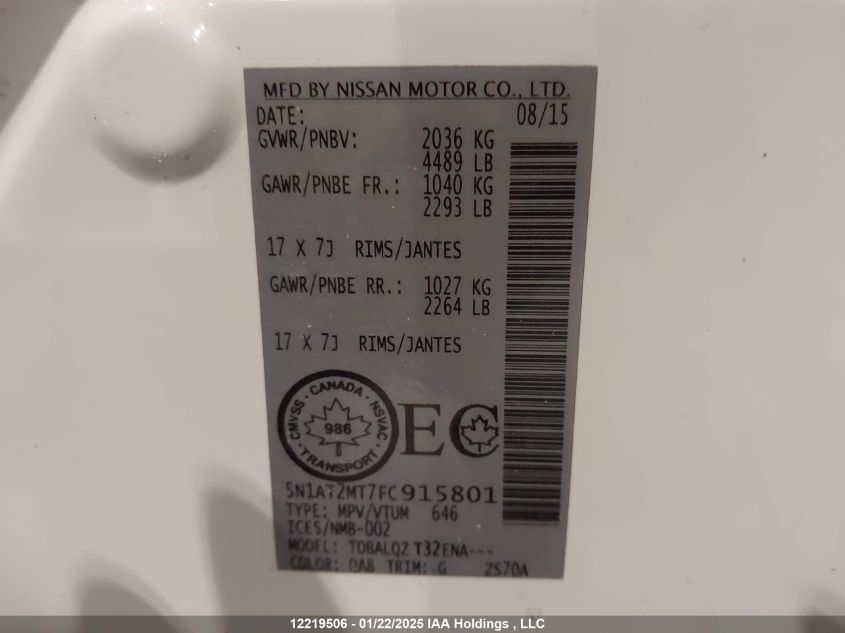 MFD BY NISSAN MOTOR CO., LTD.
DATE: 08/15
GVWR/PNBV: 2036 KG
4489 LB
GAWR/PNBE FR.: 1040 KG
2293 LB
17 X 7J RIMS/JANTES
GAWR/PNBE RR.: 1027 KG
2264 LB
17 X 7J RIMS/JANTES
CMVSS · CANADA · NSVAC · TRANSPORT ·
986
EC
5N1AT2MT7FC915801
TYPE: MPV/VTUM 646
ICES/NMB-002
MODEL: TDBALQZ T32ENA---
COLOR: QAB TRIM: G 2S70A
12219506 - 01/22/2025 IAA Holdings , LLC